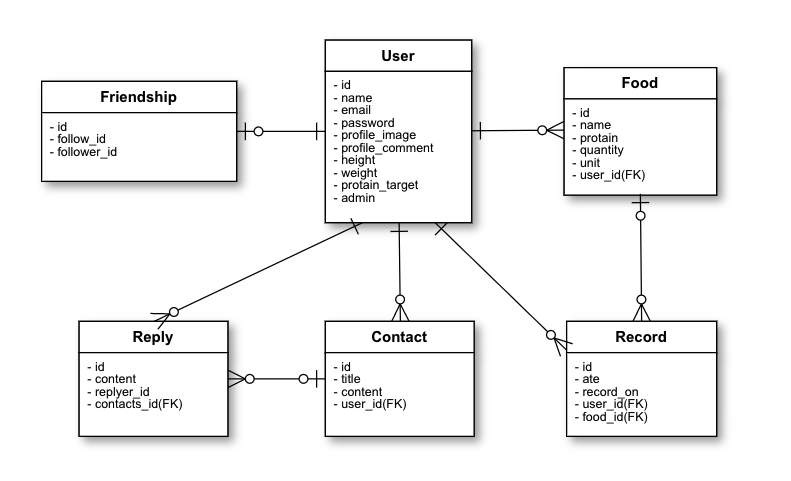 User
- id
- name
- email
- password
- profile_image
- profile_comment
- height
- weight
- protain_target
- admin
Friendship
- id
- follow_id
- follower_id
Food
- id
- name
- protain
- quantity
- unit
- user_id(FK)
Reply
- id
- content
- replyer_id
- contacts_id(FK)
Contact
- id
- title
- content
- user_id(FK)
Record
- id
- ate
- record_on
- user_id(FK)
- food_id(FK)